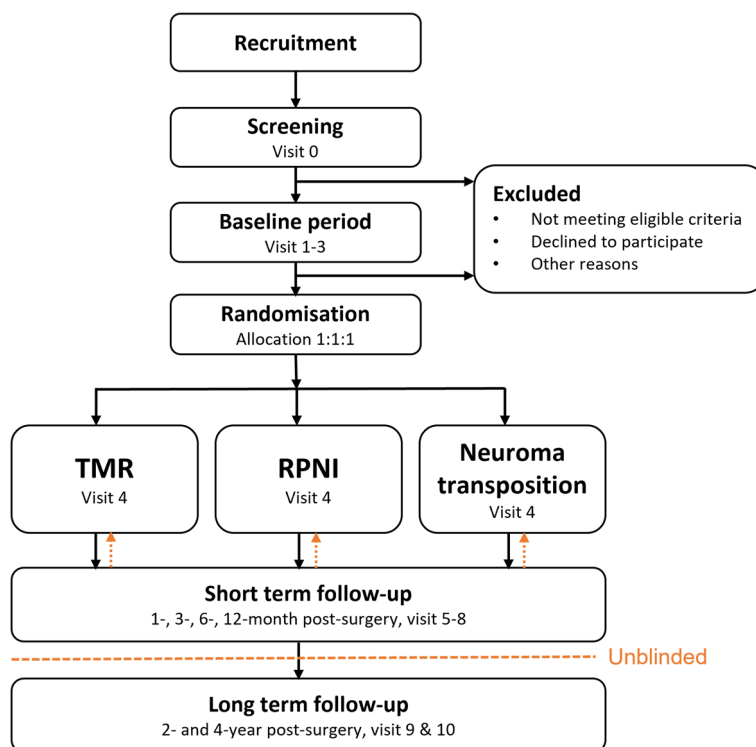 Recruitment
Screening
Visit 0
Excluded
• Not meeting eligible criteria
• Declined to participate
• Other reasons
Baseline period
Visit 1-3
Randomisation
Allocation 1:1:1
TMR
Visit 4
RPNI
Visit 4
Neuroma
transposition
Visit 4
Short term follow-up
1-, 3-, 6-, 12-month post-surgery, visit 5-8
Unblinded
Long term follow-up
2- and 4-year post-surgery, visit 9 & 10